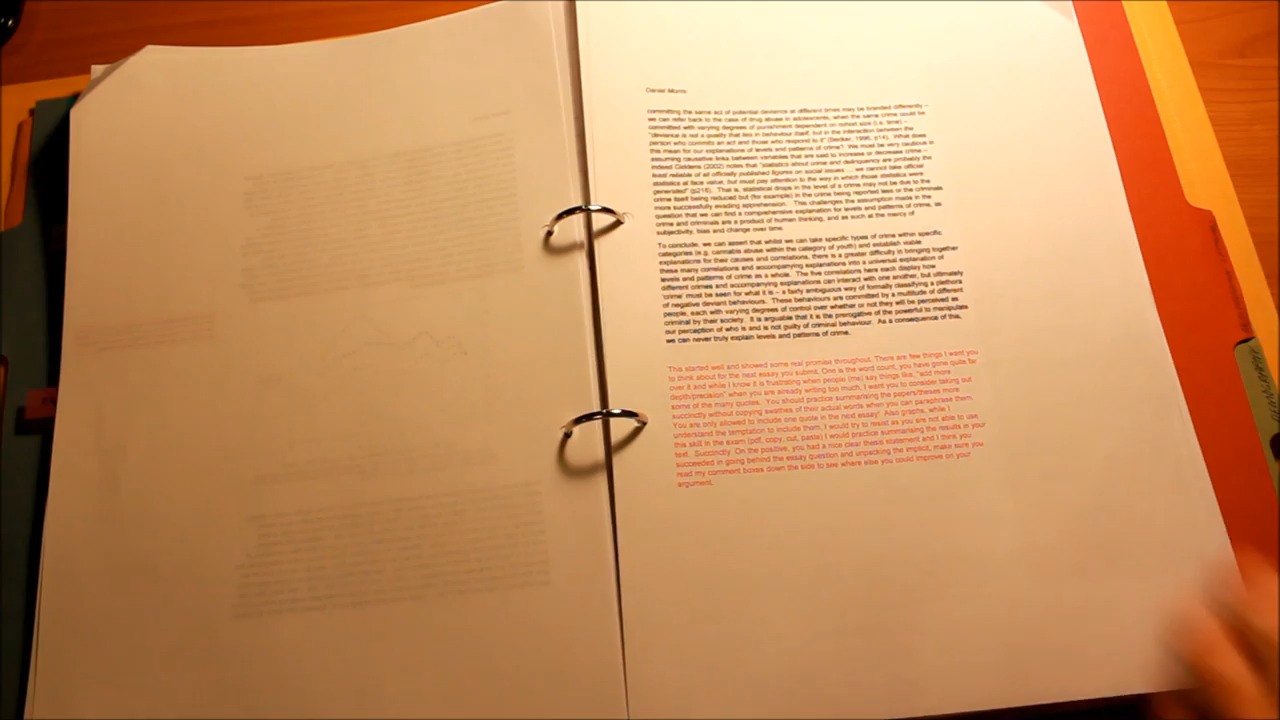 Daniel Morris
committing the same act of potential deviance at different times may be branded differently –
we can refer back to the case of drug abuse in adolescents, when the same crime could be
committed with varying degrees of punishment dependent on cohort size (i.e. time) –
"deviance is not a quality that lies in behaviour itself, but in the interaction between the
person who commits an act and those who respond to it" (Becker, 1996, p14). What does
this mean for our explanations of levels and patterns of crime? We must be very cautious in
assuming causative links between variables that are said to increase or decrease crime –
indeed Giddens (2002) notes that "statistics about crime and delinquency are probably the
least reliable of all officially published figures on social issues ... we cannot take official
statistics at face value, but must pay attention to the way in which those statistics were
generated" (p216). That is, statistical drops in the level of a crime may not be due to the
crime itself being reduced but (for example) in the crime being reported less or the criminals
more successfully evading apprehension. This challenges the assumption made in the
question that we can find a comprehensive explanation for levels and patterns of crime, as
crime and criminals are a product of human thinking, and as such at the mercy of
subjectivity, bias and change over time.
To conclude, we can assert that whilst we can take specific types of crime within specific
categories (e.g. cannabis abuse within the category of youth) and establish viable
explanations for their causes and correlations, there is a greater difficulty in bringing together
these many correlations and accompanying explanations into a universal explanation of
levels and patterns of crime as a whole. The five correlations here each display how
different crimes and accompanying explanations can interact with one another, but ultimately
'crime' must be seen for what it is – a fairly ambiguous way of formally classifying a plethora
of negative deviant behaviours. These behaviours are committed by a multitude of different
people, each with varying degrees of control over whether or not they will be perceived as
criminal by their society. It is arguable that it is the prerogative of the powerful to manipulate
our perception of who is and is not guilty of criminal behaviour. As a consequence of this,
we can never truly explain levels and patterns of crime.
This started well and showed some real promise throughout. There are few things I want you
to think about for the next essay you submit. One is the word count, you have gone quite far
over it and while I know it is frustrating when people (me) say things like, "add more
depth/precision" when you are already writing too much, I want you to consider taking out
some of the many quotes. You should practice summarising the papers/theses more
succinctly without copying swathes of their actual words when you can paraphrase them.
You are only allowed to include one quote in the next essay! Also graphs, while I
understand the temptation to include them, I would try to resist as you are not able to use
this skill in the exam (pdf, copy, cut, paste) I would practice summarising the results in your
text. Succinctly. On the positive, you had a nice clear thesis statement and I think you
succeeded in going behind the essay question and unpacking the implicit, make sure you
read my comment boxes down the side to see where else you could improve on your
argument.